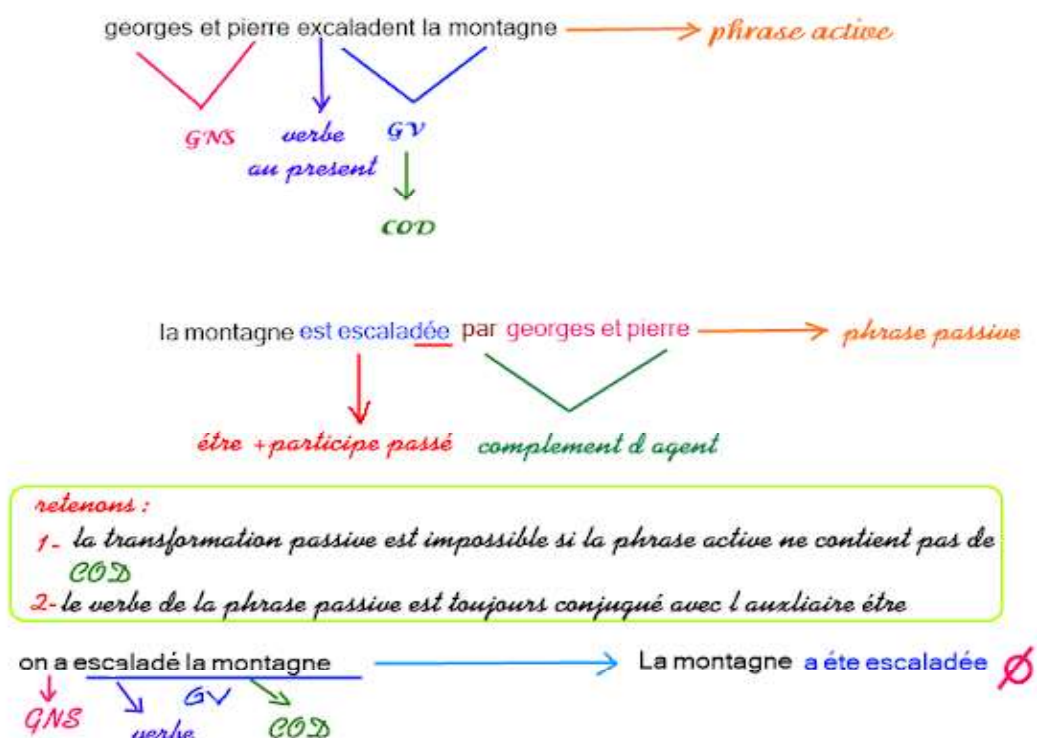 georges et pierre excaladent la montagne phrase active
GNS verbe GV
au present
COD
la montagne est escaladée par georges et pierre phrase passive
étre + participe passé complement d agent
retenons :
1- la transformation passive est impossible si la phrase active ne contient pas de
COD
2- le verbe de la phrase passive est toujours conjugué avec l auxliaire étre
on a escaladé la montagne La montagne a éte escaladée Ø
GNS GV COD
verbe